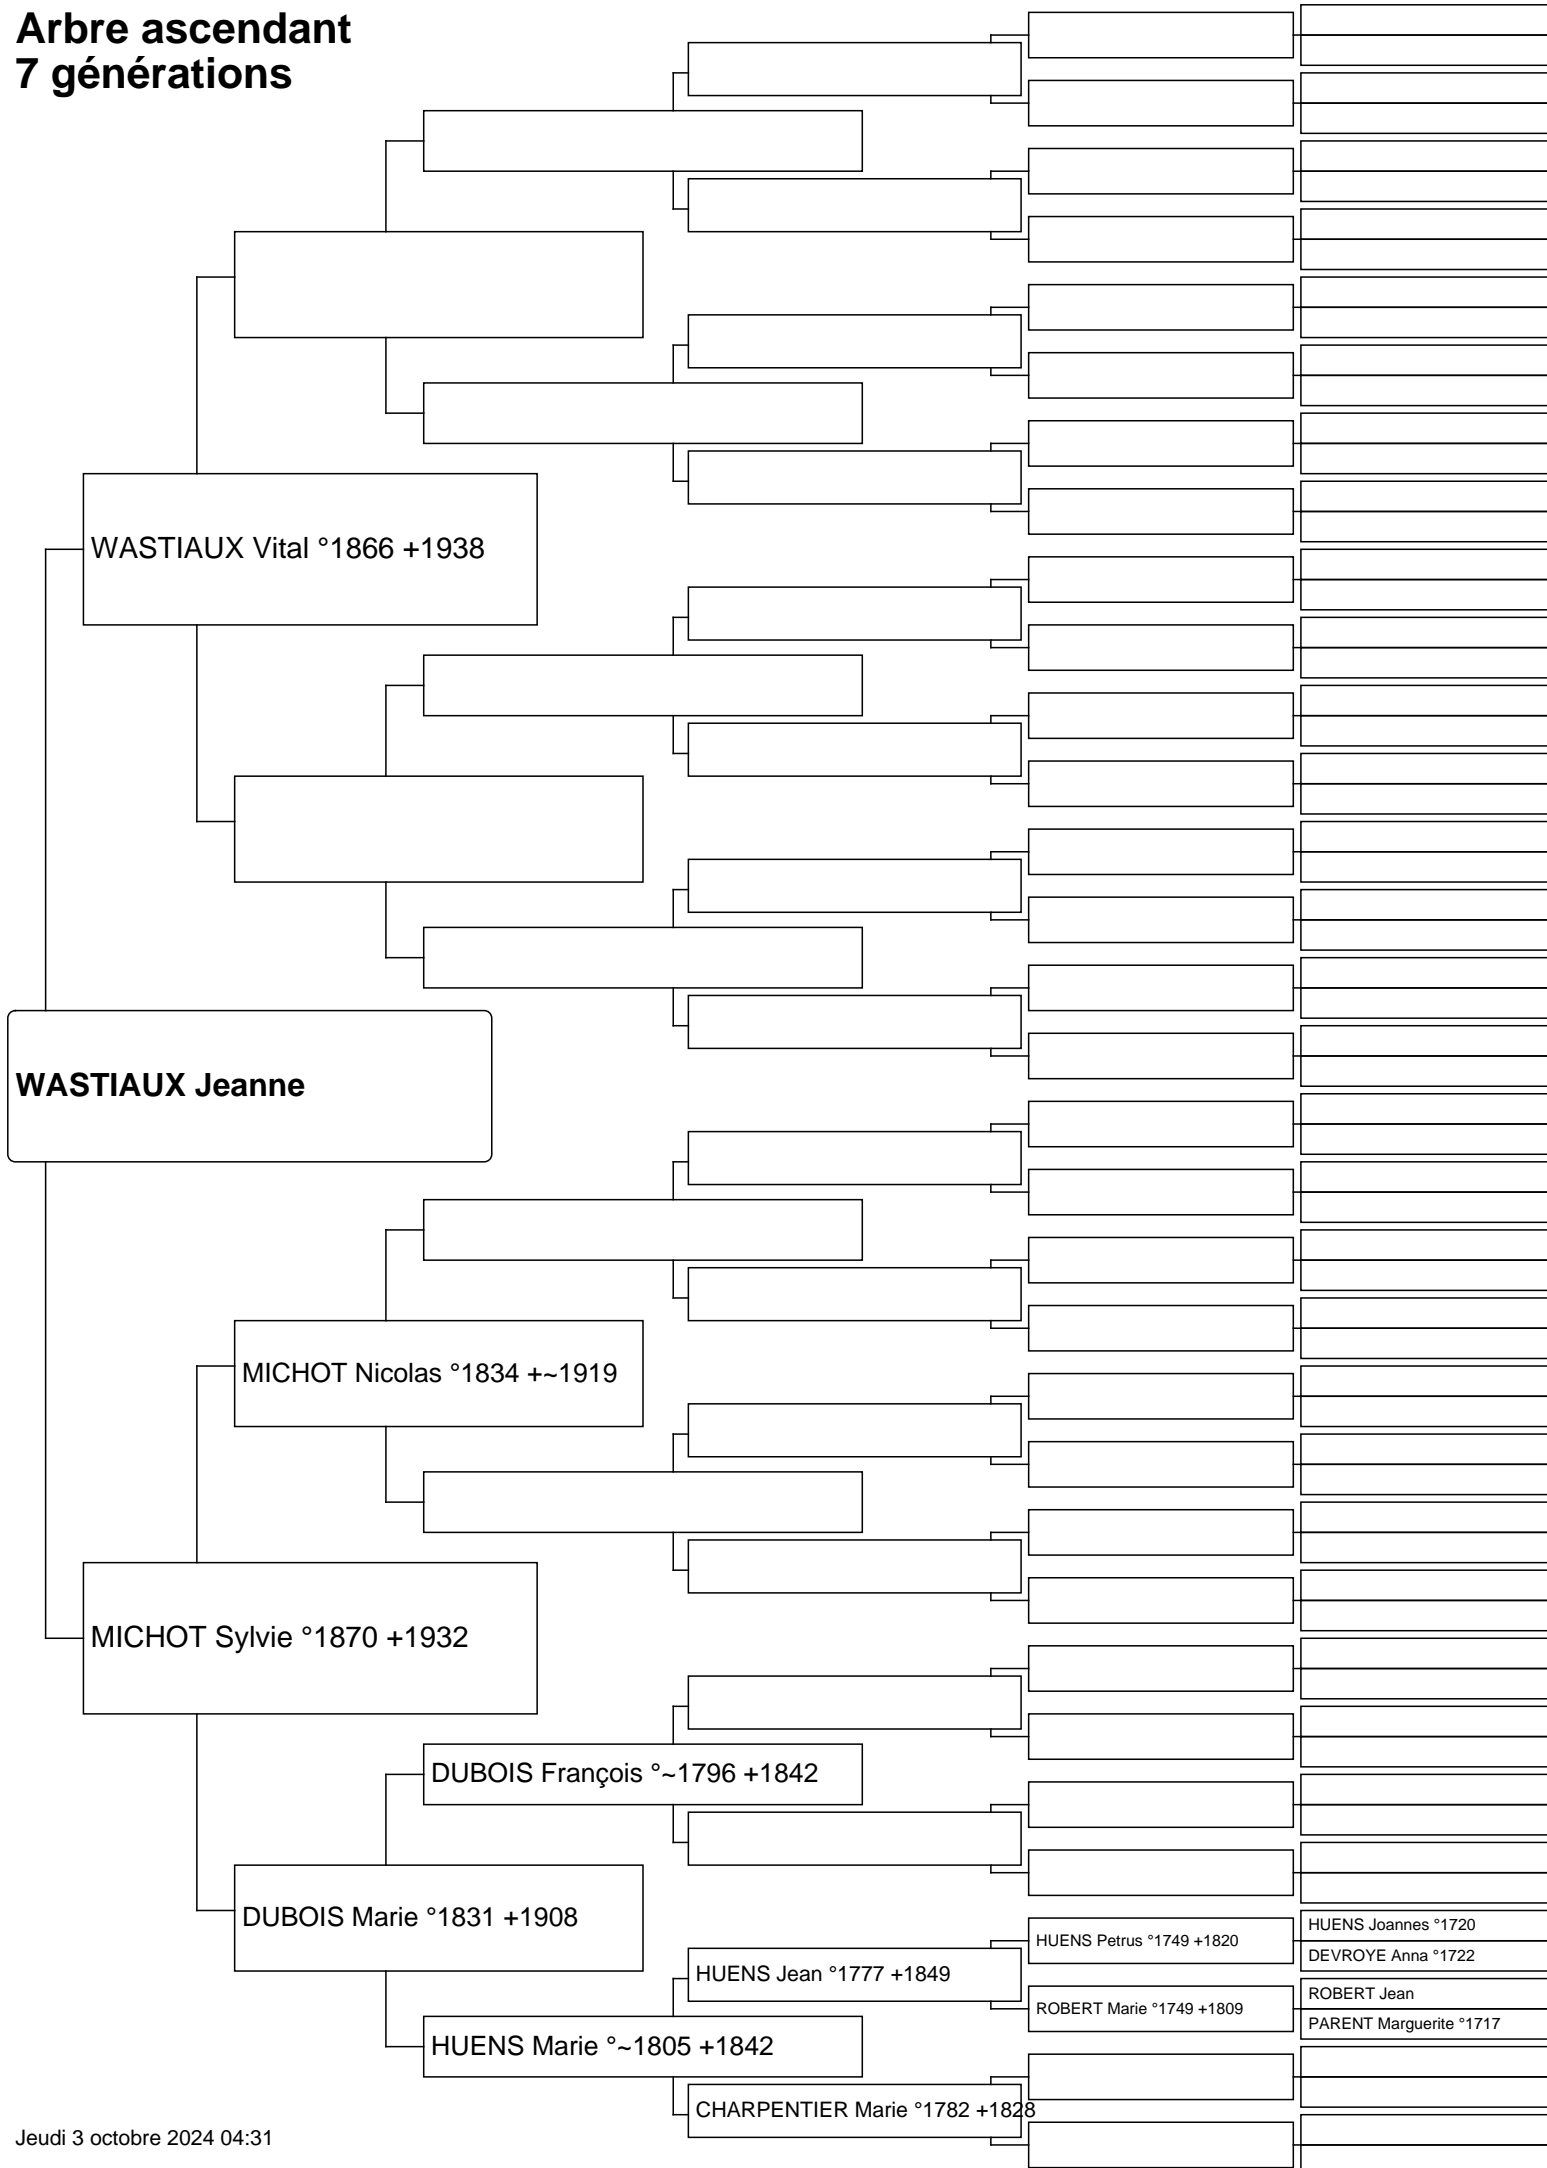 Arbre ascendant
7 générations
WASTIAUX Vital °1866 +1938
WASTIAUX Jeanne
MICHOT Nicolas °1834 +~1919
MICHOT Sylvie °1870 +1932
DUBOIS François °~1796 +1842
DUBOIS Marie °1831 +1908
HUENS Joannes °1720
HUENS Petrus °1749 +1820
DEVROYE Anna °1722
HUENS Jean °1777 +1849
ROBERT Jean
ROBERT Marie °1749 +1809
PARENT Marguerite °1717
HUENS Marie °~1805 +1842
CHARPENTIER Marie °1782 +1828
Jeudi 3 octobre 2024 04:31